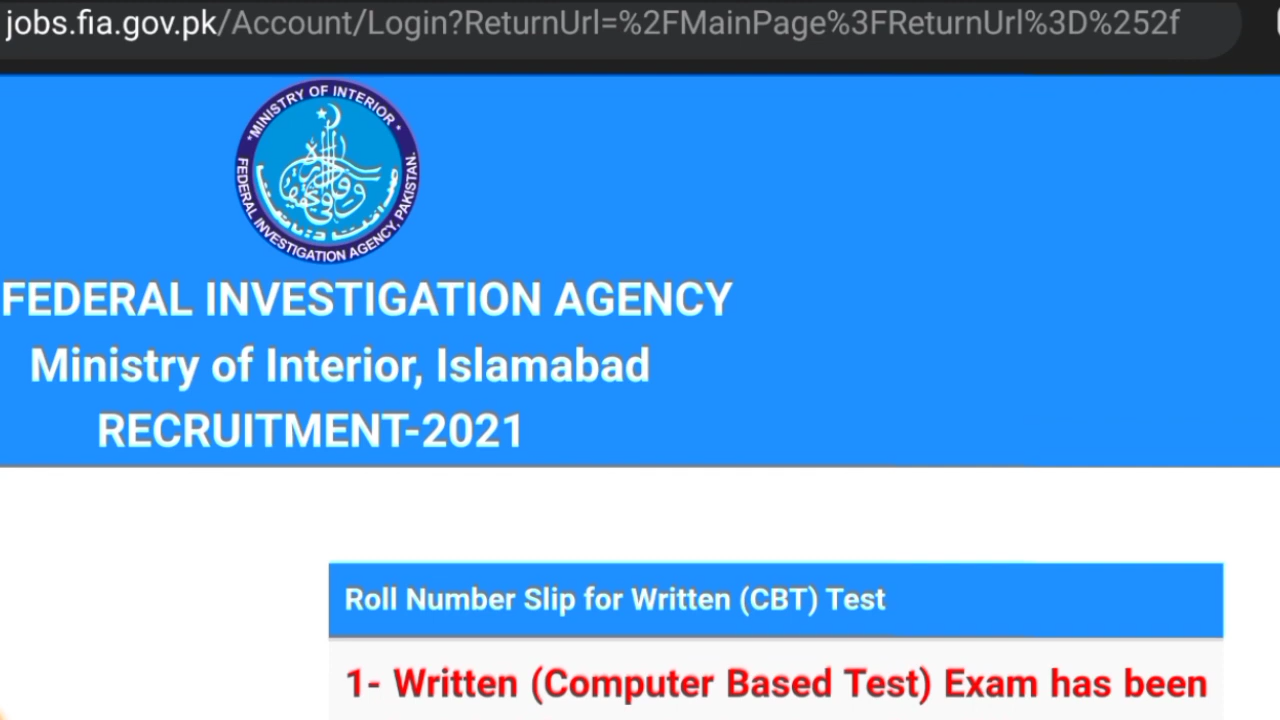 jobs.fia.gov.pk/Account/Login?ReturnUrl=%2FMainPage%3FReturnUrl%3D%252f
*MINISTRY OF INTERIOR*
FEDERAL INVESTIGATION AGENCY, PAKISTAN.
FEDERAL INVESTIGATION AGENCY
Ministry of Interior, Islamabad
RECRUITMENT-2021
Roll Number Slip for Written (CBT) Test
1- Written (Computer Based Test) Exam has been